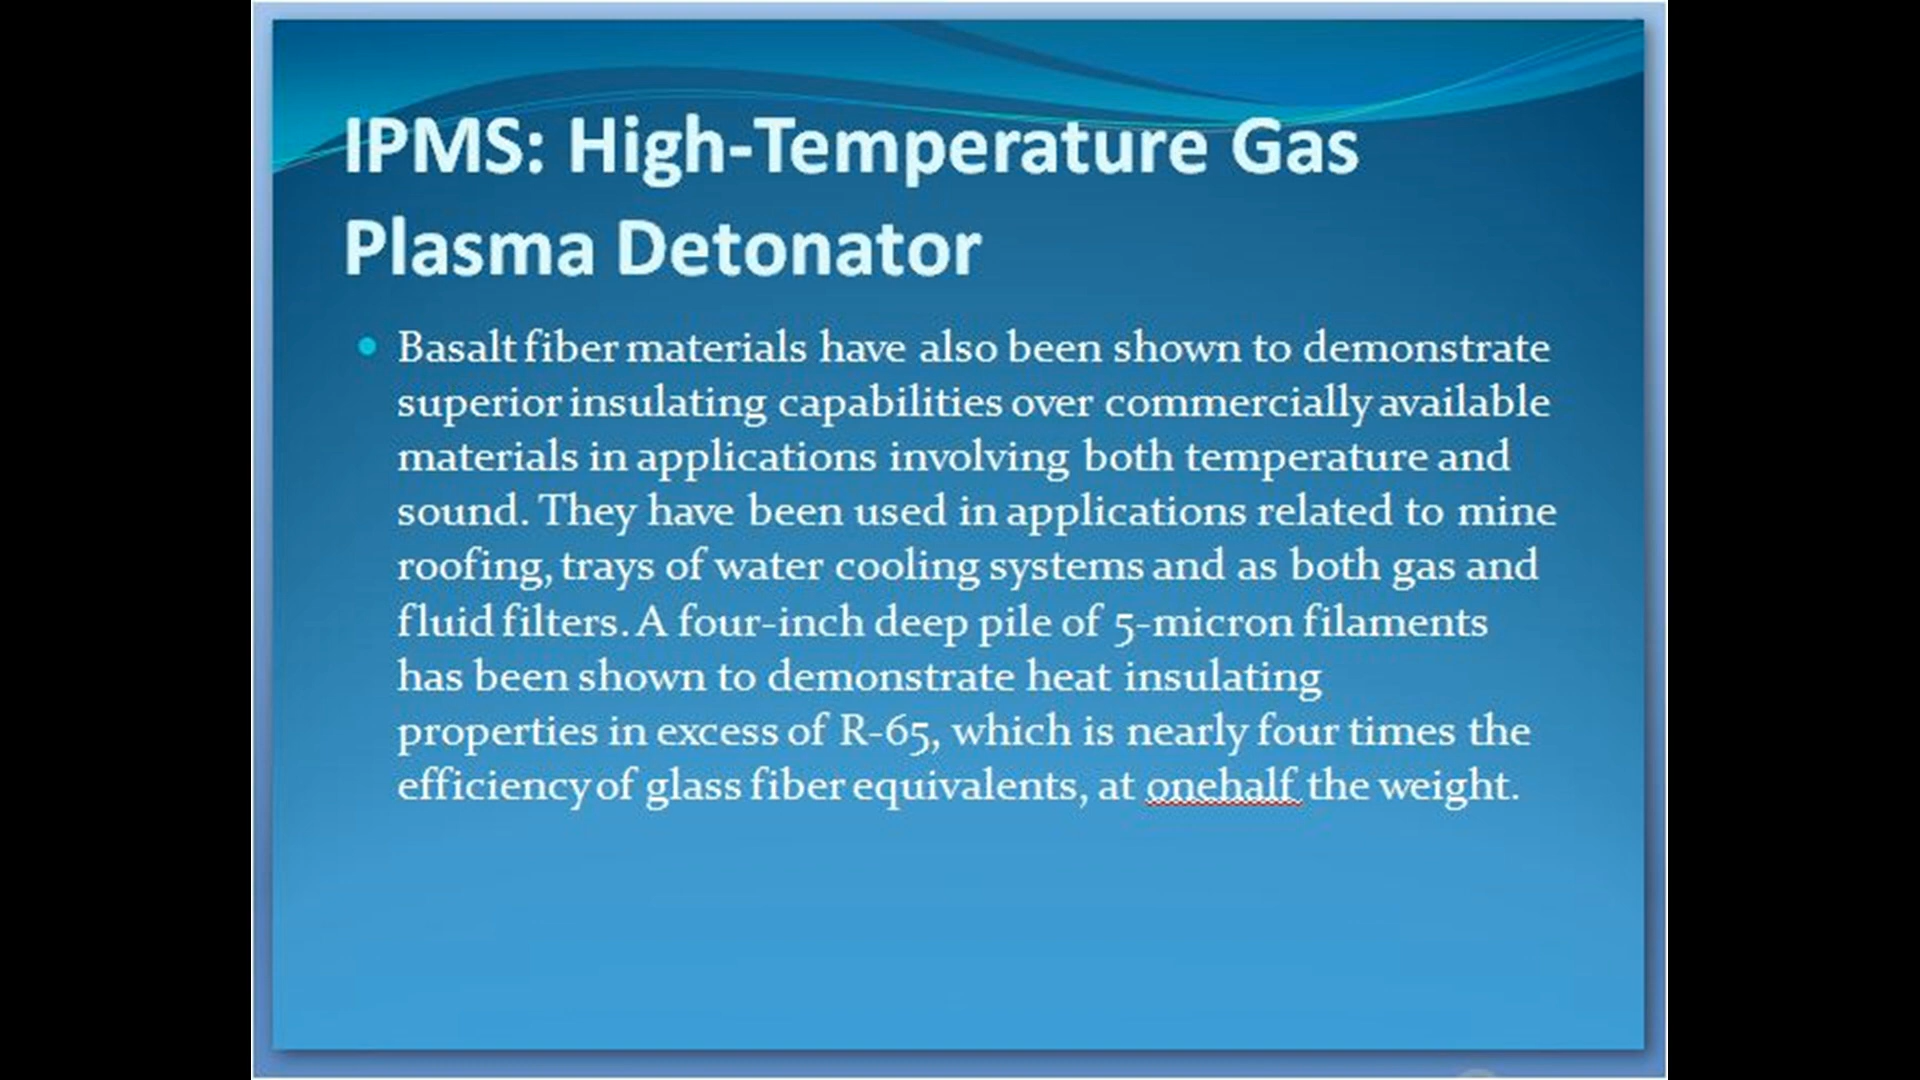 IPMS: High-Temperature Gas
Plasma Detonator
• Basalt fiber materials have also been shown to demonstrate
superior insulating capabilities over commercially available
materials in applications involving both temperature and
sound. They have been used in applications related to mine
roofing, trays of water cooling systems and as both gas and
fluid filters. A four-inch deep pile of 5-micron filaments
has been shown to demonstrate heat insulating
properties in excess of R-65, which is nearly four times the
efficiency of glass fiber equivalents, at onehalf the weight.